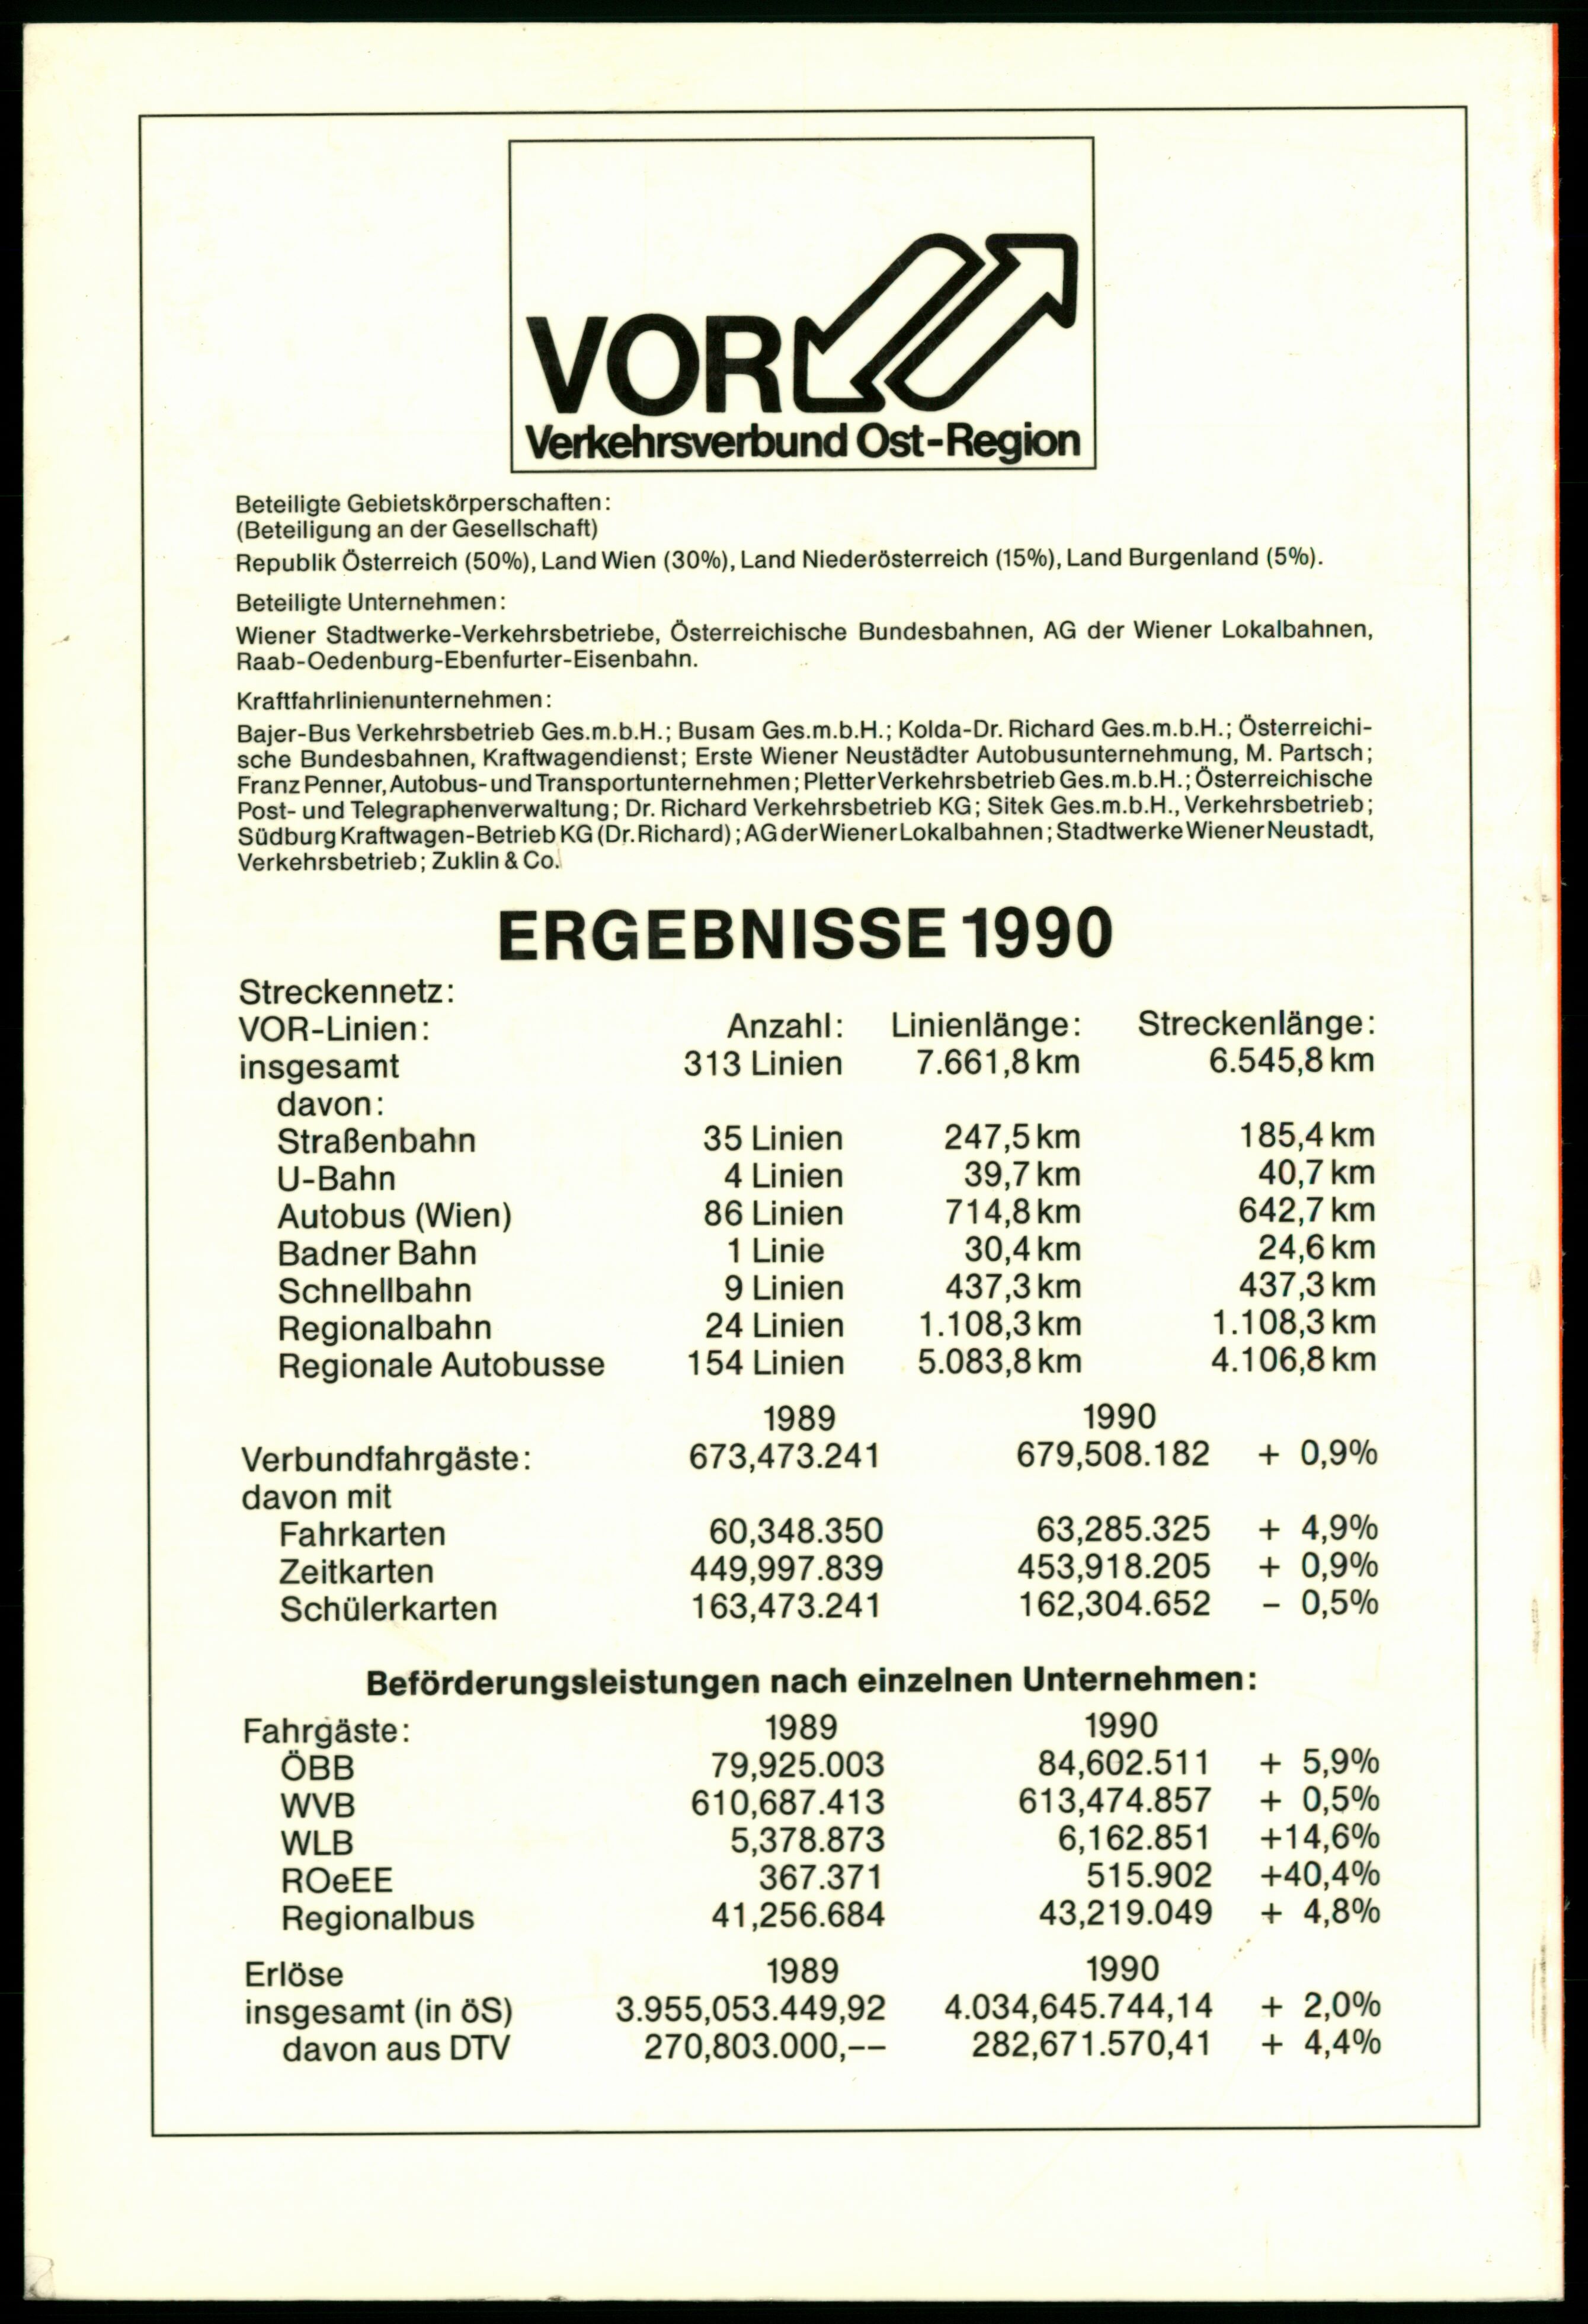 VOR
Verkehrsverbund Ost-Region
Beteiligte Gebietskörperschaften:
(Beteiligung an der Gesellschaft)
Republik Österreich (50%), Land Wien (30%), Land Niederösterreich (15%), Land Burgenland (5%).
Beteiligte Unternehmen:
Wiener Stadtwerke-Verkehrsbetriebe, Österreichische Bundesbahnen, AG der Wiener Lokalbahnen,
Raab-Oedenburg-Ebenfurter-Eisenbahn.
Kraftfahrlinienunternehmen:
Bajer-Bus Verkehrsbetrieb Ges.m.b.H.; Busam Ges.m.b.H.; Kolda-Dr. Richard Ges.m.b.H.; Österreichi-
sche Bundesbahnen, Kraftwagendienst; Erste Wiener Neustädter Autobusunternehmung, M. Partsch;
Franz Penner, Autobus- und Transportunternehmen; Pletter Verkehrsbetrieb Ges.m.b.H.; Österreichische
Post- und Telegraphenverwaltung; Dr. Richard Verkehrsbetrieb KG; Sitek Ges.m.b.H., Verkehrsbetrieb;
Südburg Kraftwagen-Betrieb KG (Dr. Richard); AG der Wiener Lokalbahnen; Stadtwerke Wiener Neustadt,
Verkehrsbetrieb; Zuklin & Co.
ERGEBNISSE 1990
Streckennetz:
VOR-Linien: Anzahl: Linienlänge: Streckenlänge:
insgesamt 313 Linien 7.661,8 km 6.545,8 km
davon:
Straßenbahn 35 Linien 247,5 km 185,4 km
U-Bahn 4 Linien 39,7 km 40,7 km
Autobus (Wien) 86 Linien 714,8 km 642,7 km
Badner Bahn 1 Linie 30,4 km 24,6 km
Schnellbahn 9 Linien 437,3 km 437,3 km
Regionalbahn 24 Linien 1.108,3 km 1.108,3 km
Regionale Autobusse 154 Linien 5.083,8 km 4.106,8 km
1989 1990
Verbundfahrgäste: 673,473.241 679,508.182 + 0,9%
davon mit
Fahrkarten 60,348.350 63,285.325 + 4,9%
Zeitkarten 449,997.839 453,918.205 + 0,9%
Schülerkarten 163,473.241 162,304.652 – 0,5%
Beförderungsleistungen nach einzelnen Unternehmen:
Fahrgäste: 1989 1990
ÖBB 79,925.003 84,602.511 + 5,9%
WVB 610,687.413 613,474.857 + 0,5%
WLB 5,378.873 6,162.851 +14,6%
ROeEE 367.371 515.902 +40,4%
Regionalbus 41,256.684 43,219.049 + 4,8%
Erlöse 1989 1990
insgesamt (in öS) 3.955,053.449,92 4.034,645.744,14 + 2,0%
davon aus DTV 270,803.000,-- 282,671.570,41 + 4,4%